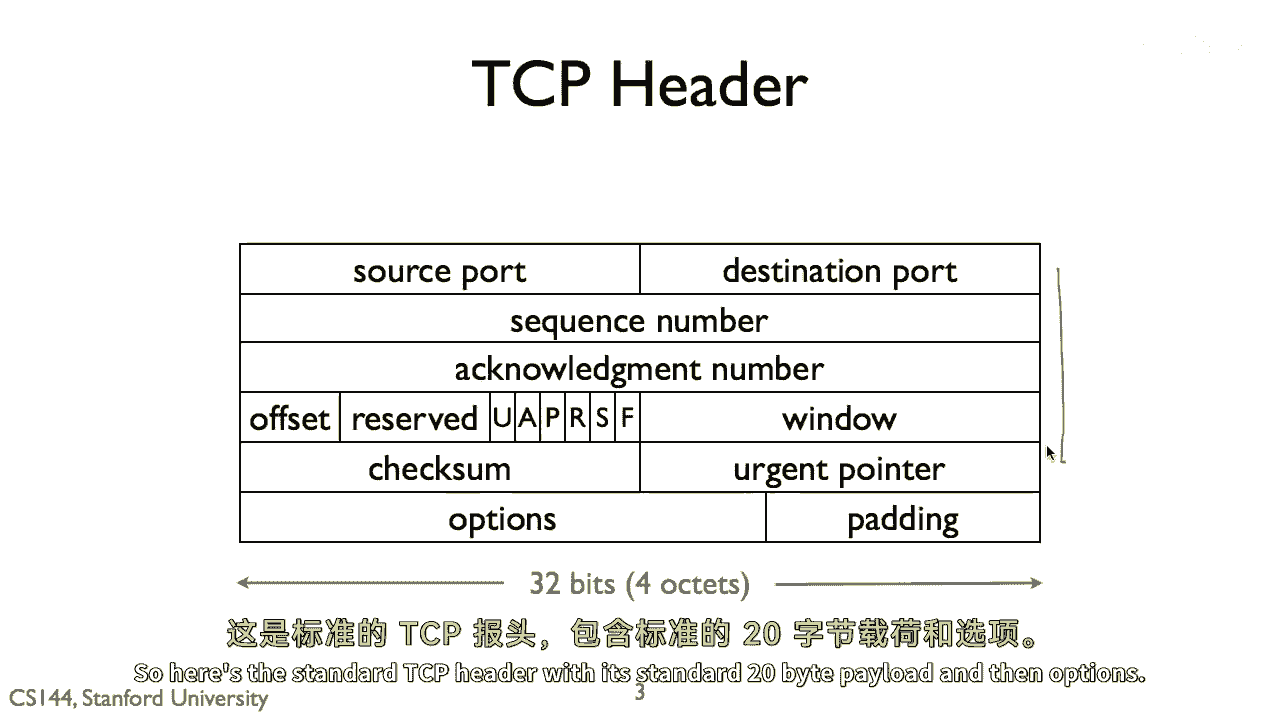 TCP Header
source port destination port
sequence number
acknowledgment number
offset reserved U A P R S F window
checksum urgent pointer
options padding
32 bits (4 octets)
这是标准的 TCP 报头，包含标准的 20 字节载荷和选项。
So here's the standard TCP header with its standard 20 byte payload and then options.
CS144, Stanford University 3